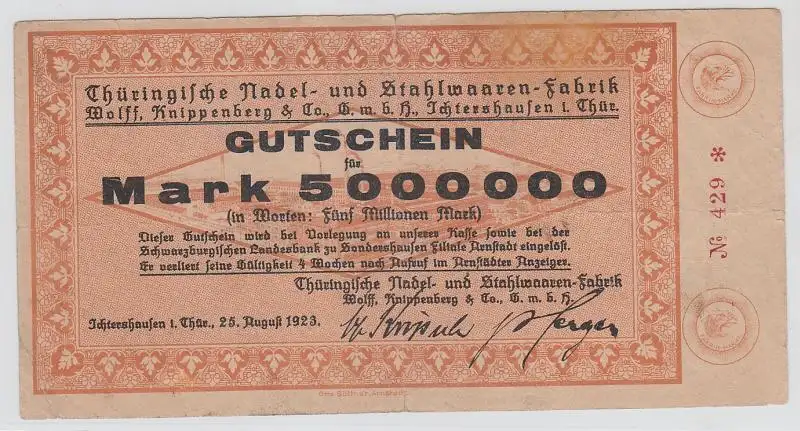 Thüringische Nadel- und Stahlwaaren-Fabrik
Wolff, Knippenberg & Co., G.m.b.H., Ichtershausen i. Thür.
GUTSCHEIN
für
Mark 5000000
(in Worten: Fünf Millionen Mark)
Dieser Gutschein wird bei Vorlegung an unserer Kasse sowie bei der
Schwarzburgischen Landesbank zu Sondershausen Filiale Arnstadt eingelöst.
Er verliert seine Gültigkeit 4 Wochen nach Aufruf im Arnstädter Anzeiger.
Thüringische Nadel- und Stahlwaaren-Fabrik
Wolff, Knippenberg & Co., G.m.b.H.
Ichtershausen i. Thür., 25. August 1923.
№ 429 *